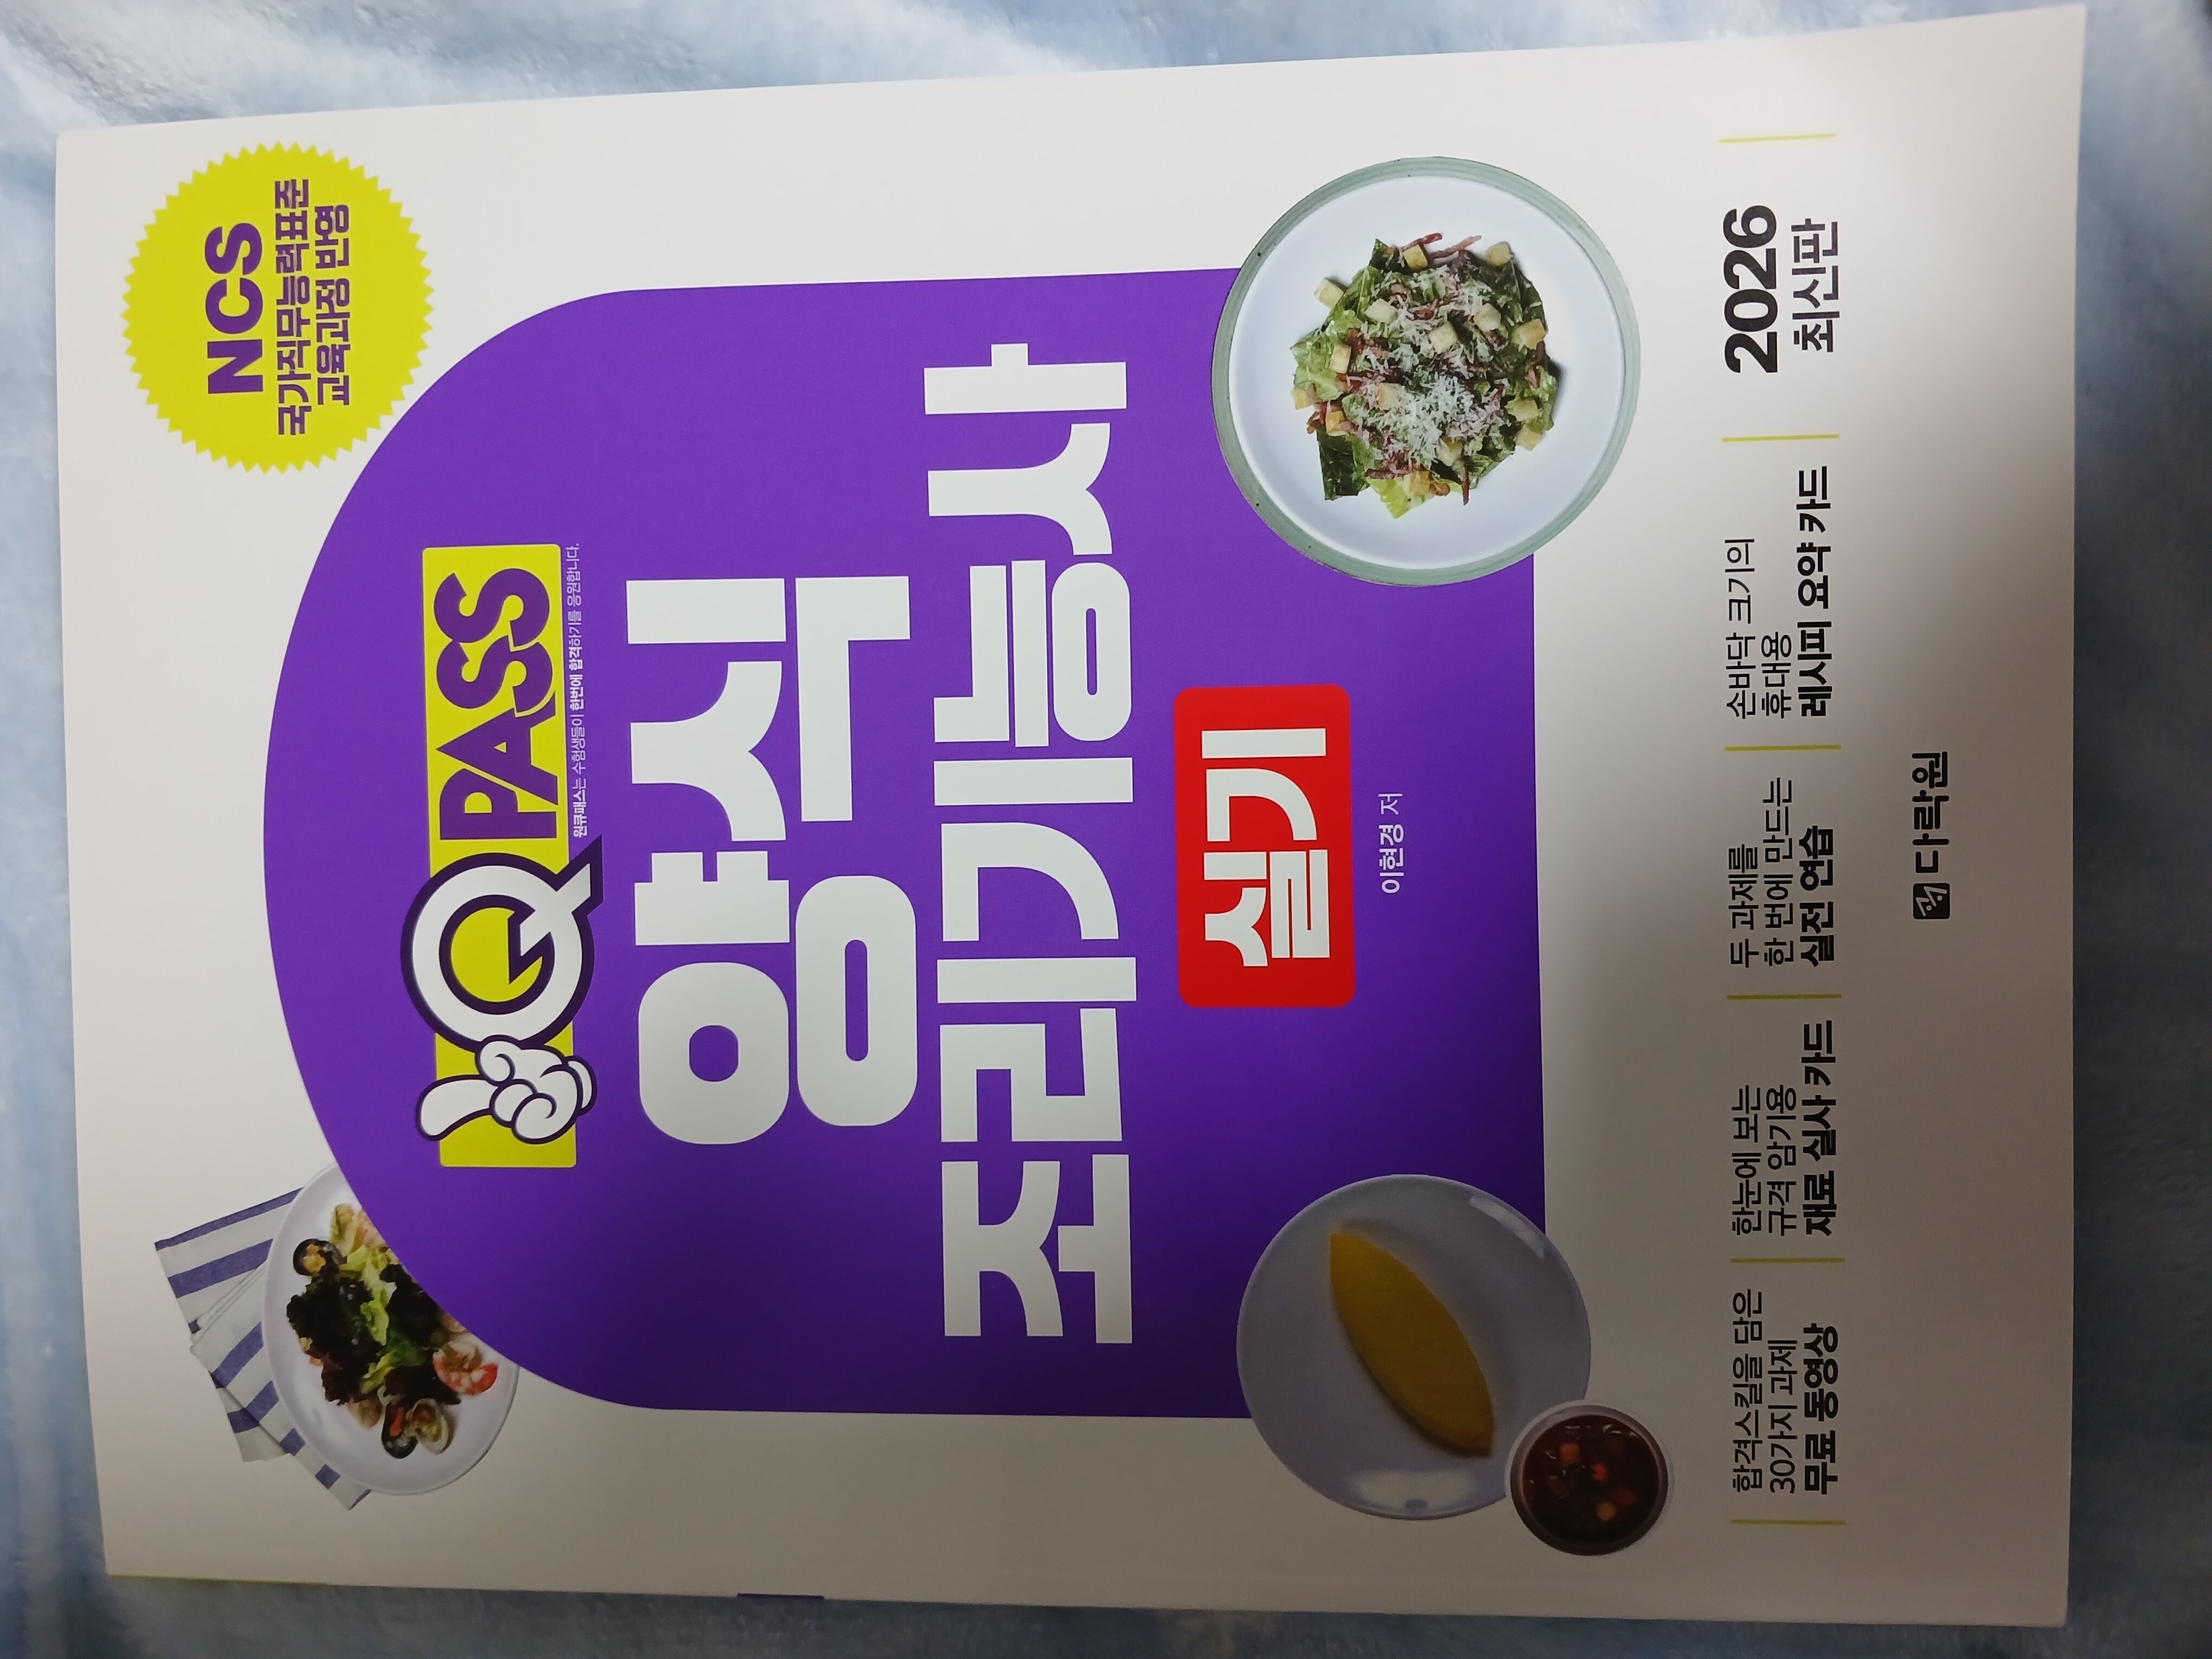 NCS
국가직무능력표준
교육과정 반영
Q PASS
원큐패스는 수험생들이 한번에 합격하기를 응원합니다.
양식
조리기능사
실기
이현경 저
합격스킬을 담은
30가지 과제
무료 동영상
한눈에 보는
규격 암기용
재료 실사 카드
두 과제를
한 번에 만드는
실전 연습
손바닥 크기의
휴대용
레시피 요약 카드
2026
최신판
다락원